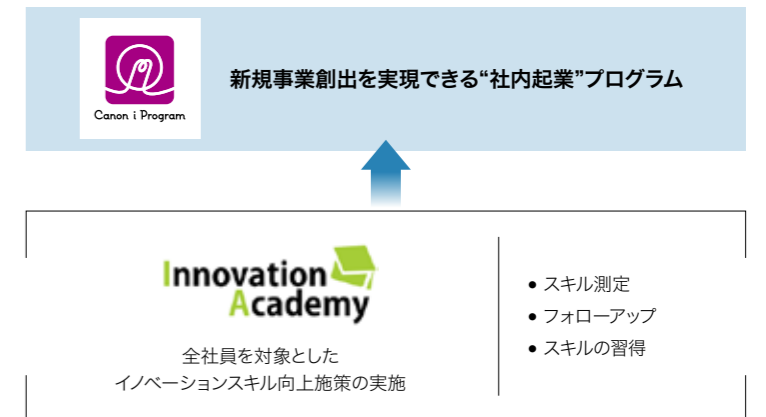 Canon i Program
新規事業創出を実現できる“社内起業”プログラム
Innovation
Academy
全社員を対象とした
イノベーションスキル向上施策の実施
● スキル測定
● フォローアップ
● スキルの習得